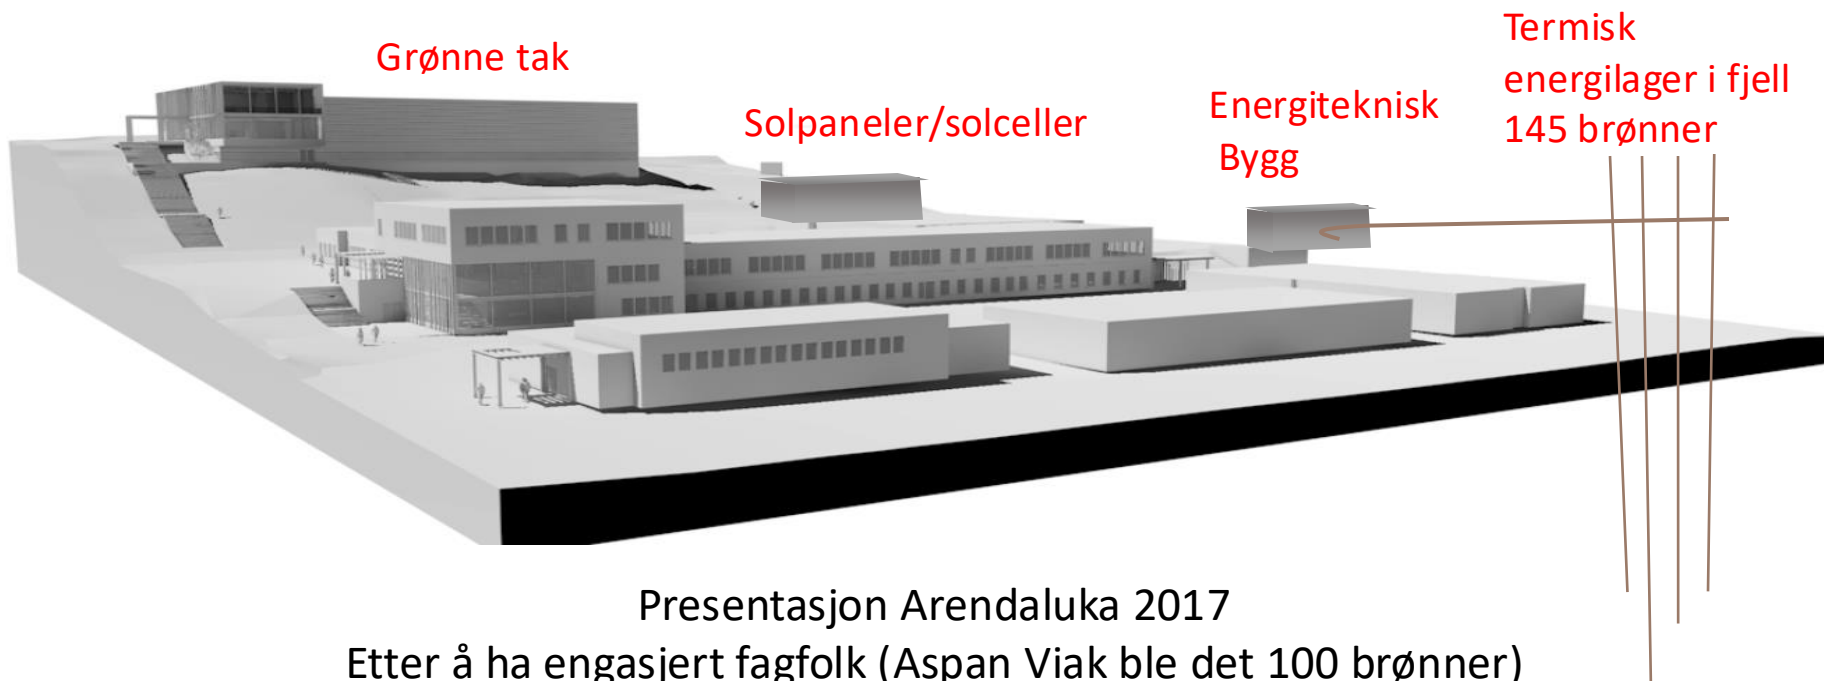 Grønne tak
Solpaneler/solceller
Energiteknisk
Bygg
Termisk
energilager i fjell
145 brønner
Presentasjon Arendaluka 2017
Etter å ha engasjert fagfolk (Aspan Viak ble det 100 brønner)